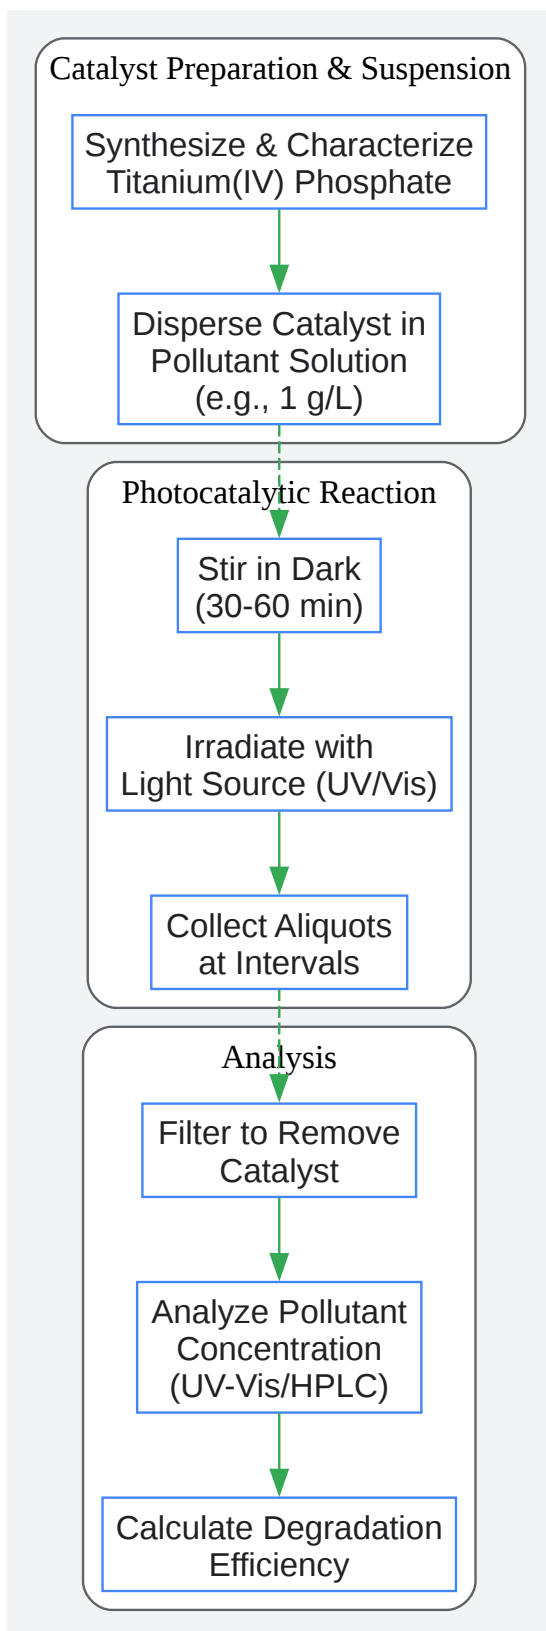 Catalyst Preparation & Suspension
Synthesize & Characterize
Titanium(IV) Phosphate
Disperse Catalyst in
Pollutant Solution
(e.g., 1 g/L)
Photocatalytic Reaction
Stir in Dark
(30-60 min)
Irradiate with
Light Source (UV/Vis)
Collect Aliquots
at Intervals
Analysis
Filter to Remove
Catalyst
Analyze Pollutant
Concentration
(UV-Vis/HPLC)
Calculate Degradation
Efficiency